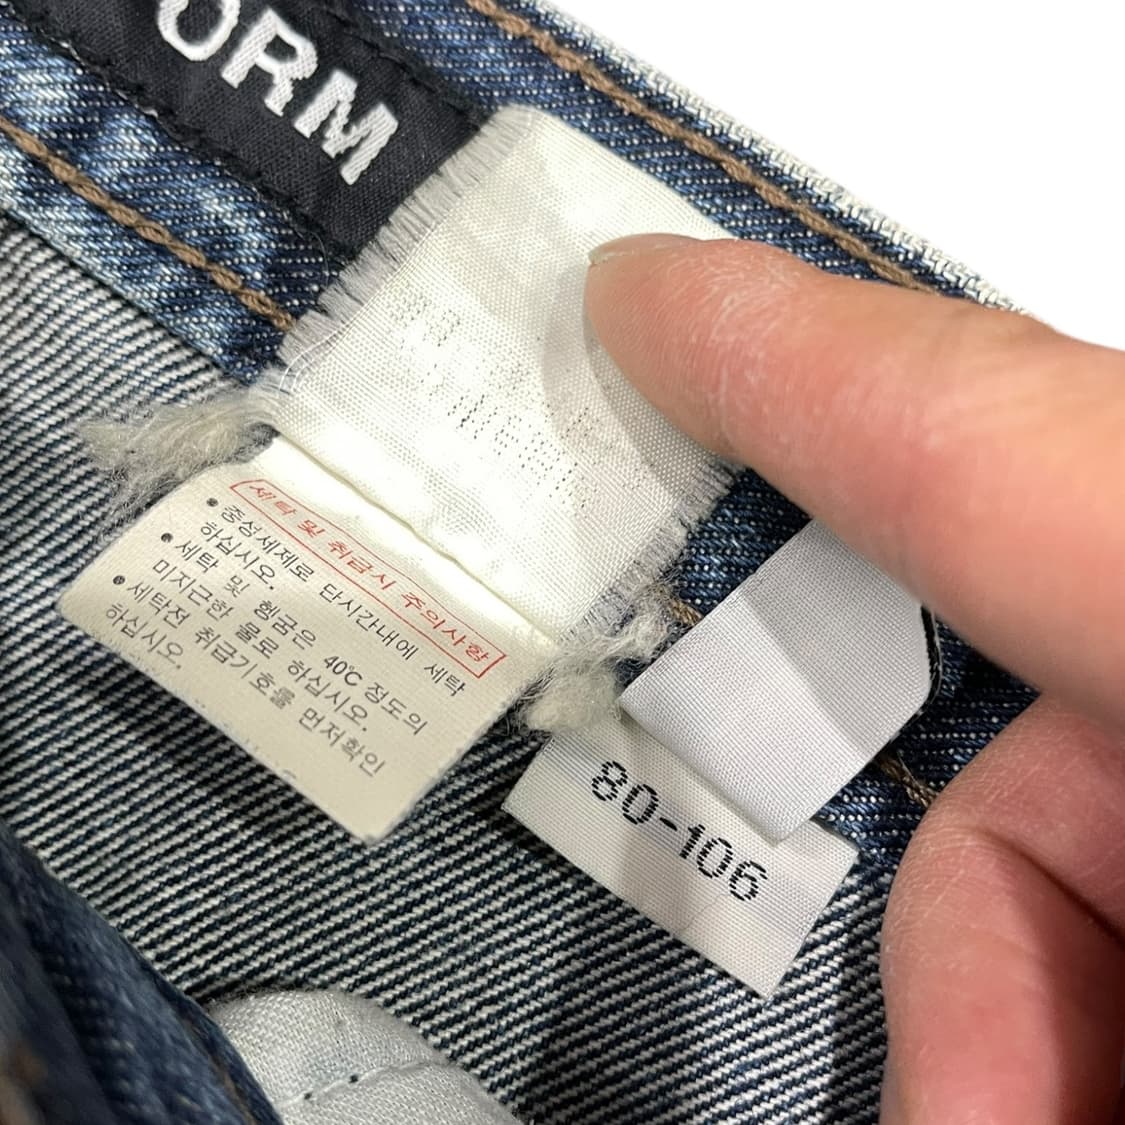 ORM
세탁 및 취급시 주의사항
• 중성세제로 단시간내에 세탁
하십시오.
• 세탁 및 헹굼은 40℃ 정도의
미지근한 물로 하십시오.
• 세탁전 취급기호를 먼저확인
하십시오.
80-106